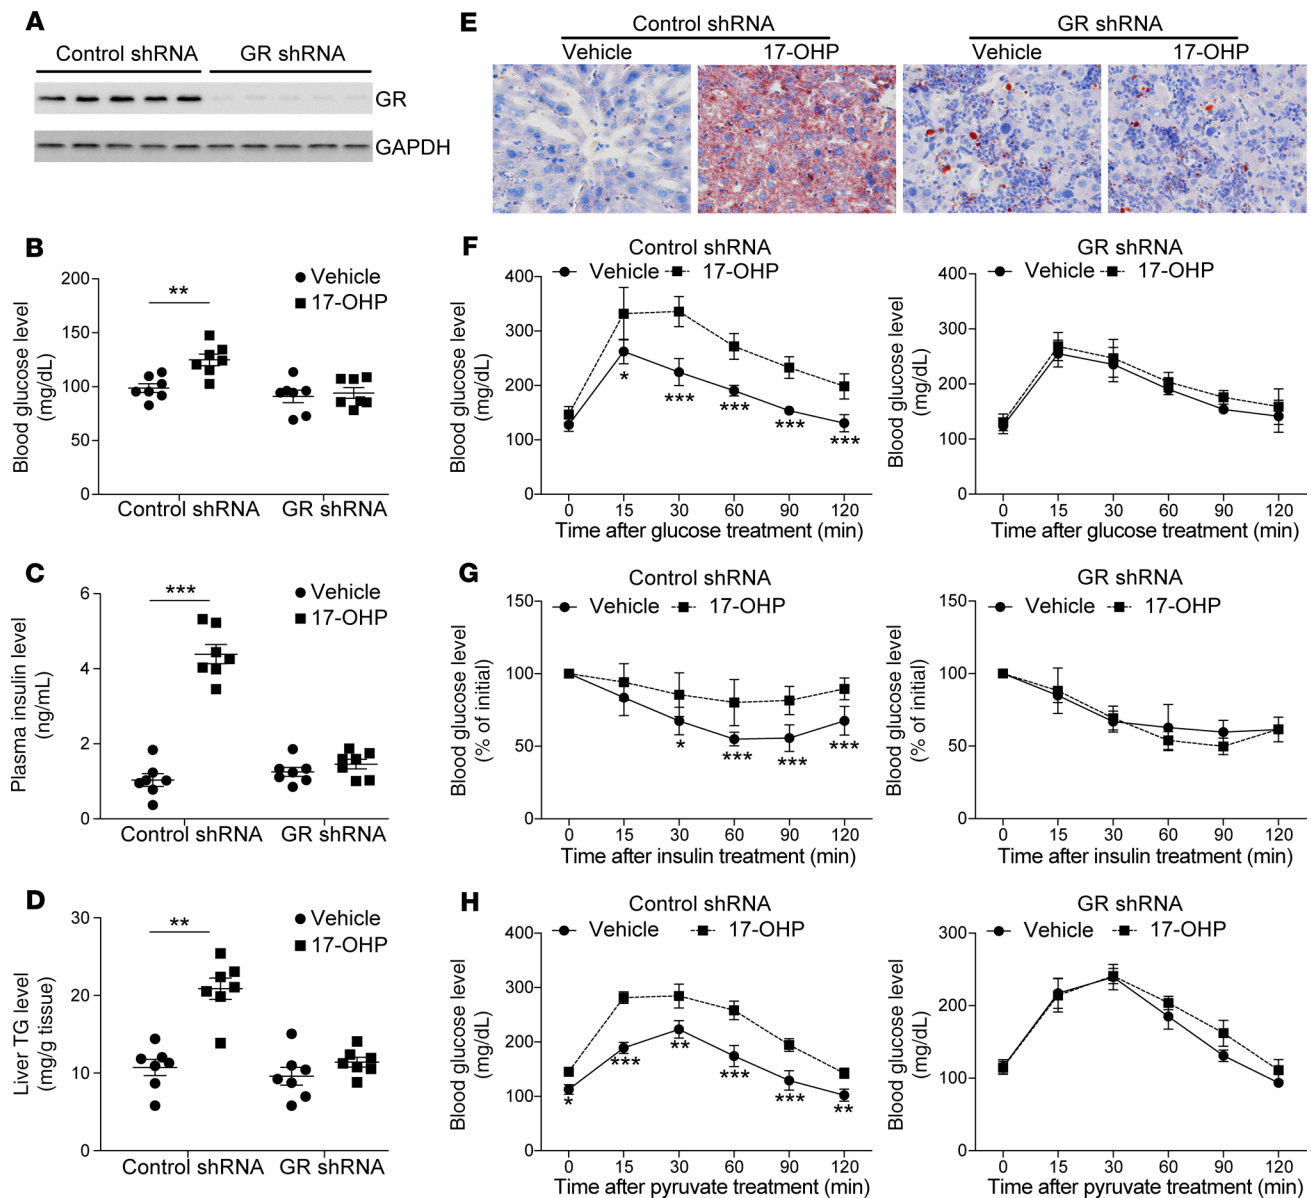 A
Control shRNA GR shRNA
GR
GAPDH
E
Control shRNA GR shRNA
Vehicle 17-OHP Vehicle 17-OHP
B
Vehicle
17-OHP
Blood glucose level
(mg/dL)
200
150
100
50
0
**
Control shRNA GR shRNA
C
Vehicle
17-OHP
Plasma insulin level
(ng/mL)
6
4
2
0
***
Control shRNA GR shRNA
D
Vehicle
17-OHP
Liver TG level
(mg/g tissue)
30
20
10
0
**
Control shRNA GR shRNA
F
Control shRNA
Vehicle 17-OHP
Blood glucose level
(mg/dL)
400
300
200
100
0
* *** *** *** ***
0 15 30 60 90 120
Time after glucose treatment (min)
GR shRNA
Vehicle 17-OHP
Blood glucose level
(mg/dL)
400
300
200
100
0
0 15 30 60 90 120
Time after glucose treatment (min)
G
Control shRNA
Vehicle 17-OHP
Blood glucose level
(% of initial)
150
100
50
0
* *** *** ***
0 15 30 60 90 120
Time after insulin treatment (min)
GR shRNA
Vehicle 17-OHP
Blood glucose level
(% of initial)
150
100
50
0
0 15 30 60 90 120
Time after insulin treatment (min)
H
Control shRNA
Vehicle 17-OHP
Blood glucose level
(mg/dL)
400
300
200
100
0
* *** ** *** *** **
0 15 30 60 90 120
Time after pyruvate treatment (min)
GR shRNA
Vehicle 17-OHP
Blood glucose level
(mg/dL)
300
200
100
0
0 15 30 60 90 120
Time after pyruvate treatment (min)